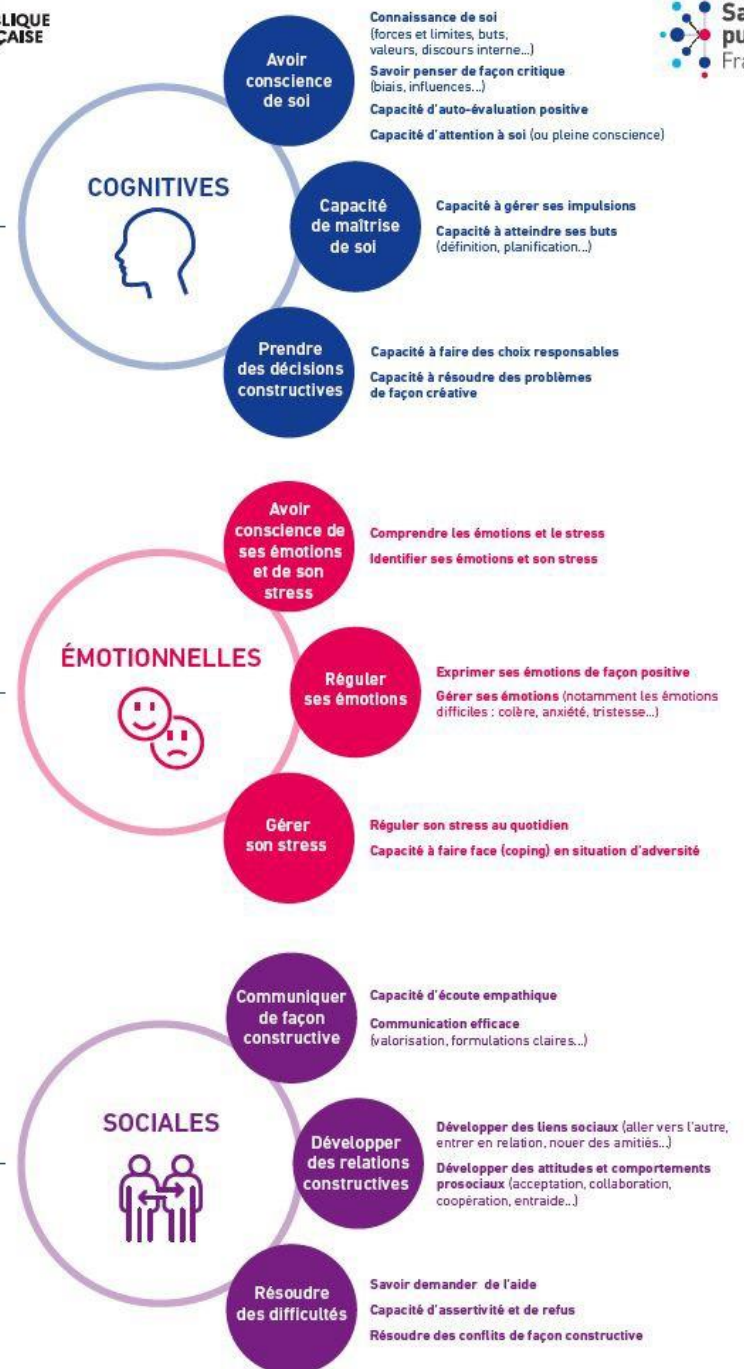 Connaissance de soi
(forces et limites, buts,
valeurs, discours interne...)
Savoir penser de façon critique
(biais, influences...)
Capacité d'auto-évaluation positive
Capacité d'attention à soi (ou pleine conscience)
Avoir
conscience
de soi
COGNITIVES
Capacité
de maîtrise
de soi
Capacité à gérer ses impulsions
Capacité à atteindre ses buts
(définition, planification...)
Prendre
des décisions
constructives
Capacité à faire des choix responsables
Capacité à résoudre des problèmes
de façon créative
Avoir
conscience de
ses émotions
et de son
stress
Comprendre les émotions et le stress
Identifier ses émotions et son stress
ÉMOTIONNELLES
Réguler
ses émotions
Exprimer ses émotions de façon positive
Gérer ses émotions (notamment les émotions
difficiles : colère, anxiété, tristesse...)
Gérer
son stress
Réguler son stress au quotidien
Capacité à faire face (coping) en situation d'adversité
Communiquer
de façon
constructive
Capacité d'écoute empathique
Communication efficace
(valorisation, formulations claires...)
SOCIALES
Développer
des relations
constructives
Développer des liens sociaux (aller vers l'autre,
entrer en relation, nouer des amitiés...)
Développer des attitudes et comportements
prosociaux (acceptation, collaboration,
coopération, entraide...)
Résoudre
des difficultés
Savoir demander de l'aide
Capacité d'assertivité et de refus
Résoudre des conflits de façon constructive